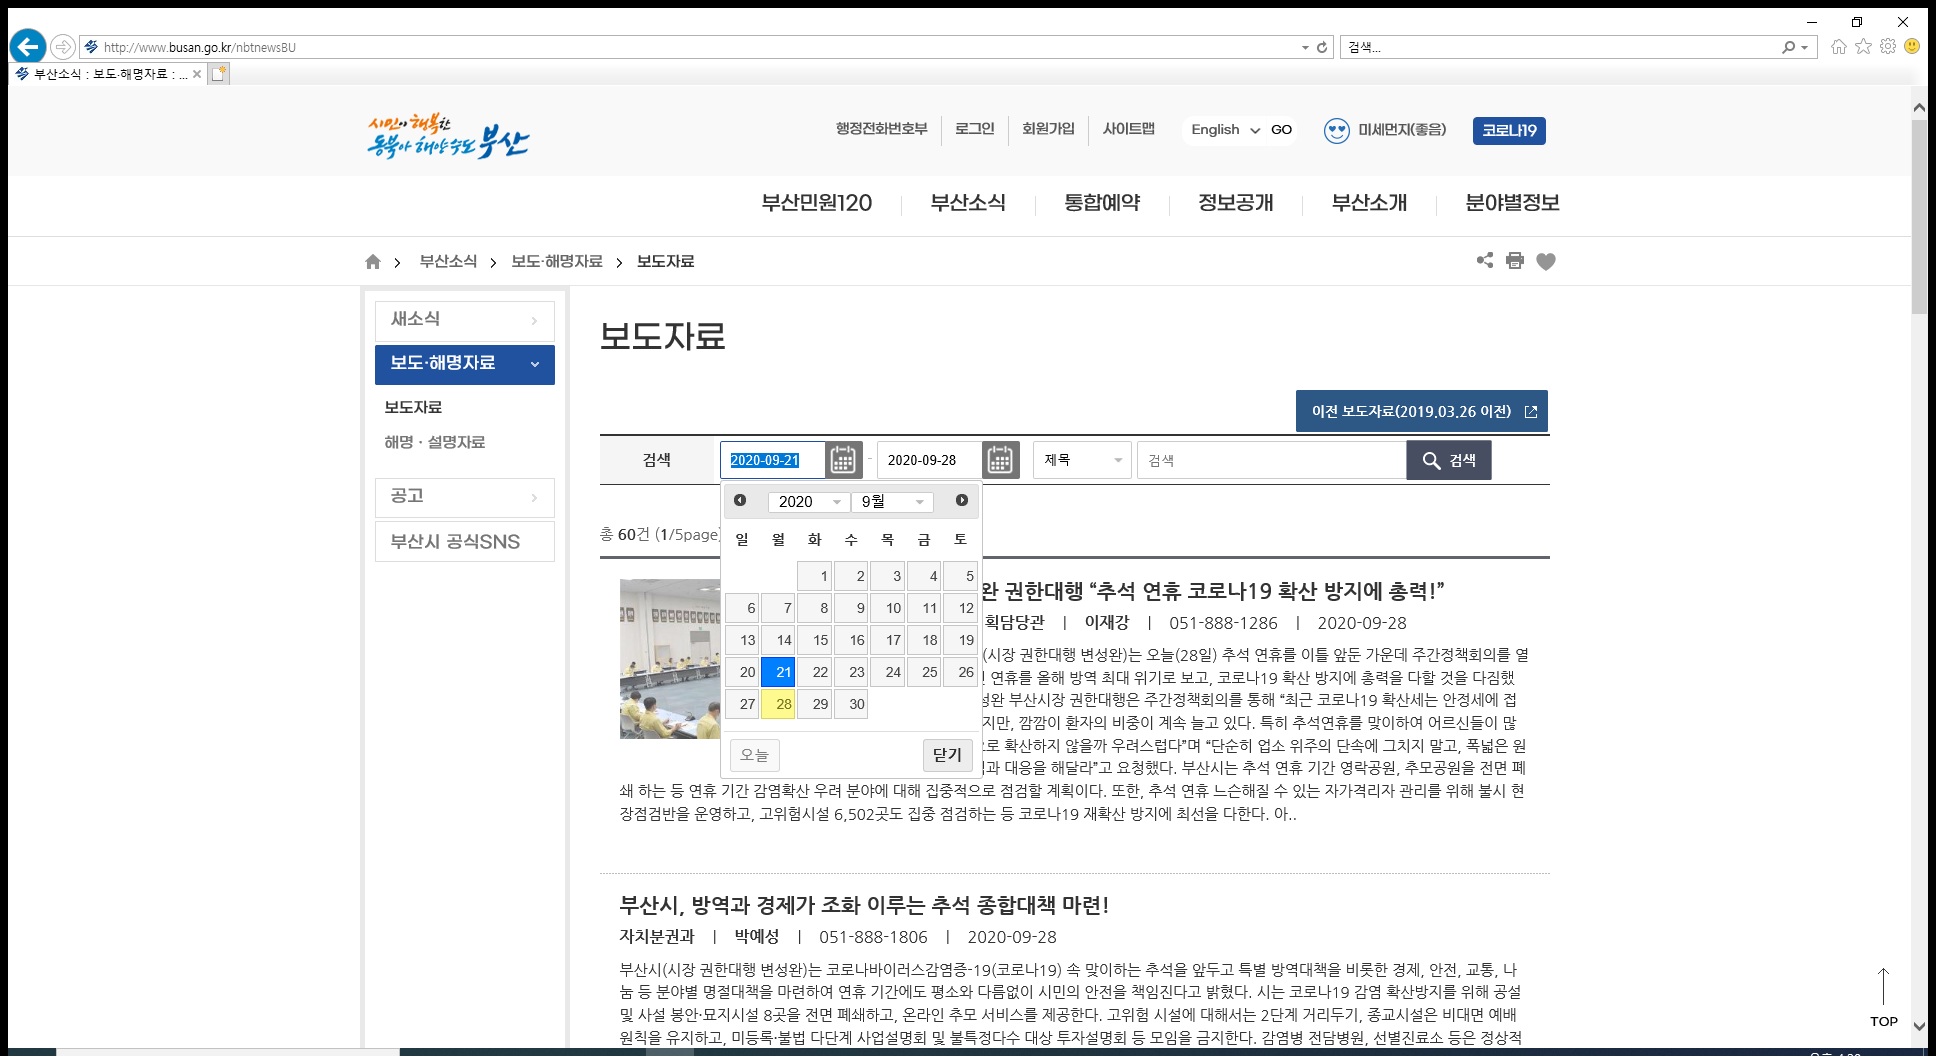 http://www.busan.go.kr/nbtnewsBU
검색...
부산소식 : 보도·해명자료 : ...
시민이 행복한
동북아 해양수도 부산
행정전화번호부
로그인
회원가입
사이트맵
English
GO
미세먼지(좋음)
코로나19
부산민원120
부산소식
통합예약
정보공개
부산소개
분야별정보
부산소식
보도·해명자료
보도자료
새소식
보도·해명자료
보도자료
해명 · 설명자료
공고
부산시 공식SNS
보도자료
이전 보도자료(2019.03.26 이전)
검색
2020-09-21
-
2020-09-28
제목
검색
검색
2020
9월
총 60건 (1/5page)
일 월 화 수 목 금 토
1 2 3 4 5
6 7 8 9 10 11 12
13 14 15 16 17 18 19
20 21 22 23 24 25 26
27 28 29 30
오늘
닫기
완 권한대행 “추석 연휴 코로나19 확산 방지에 총력!”
획담당관 | 이재강 | 051-888-1286 | 2020-09-28
(시장 권한대행 변성완)는 오늘(28일) 추석 연휴를 이틀 앞둔 가운데 주간정책회의를 열
연휴를 올해 방역 최대 위기로 보고, 코로나19 확산 방지에 총력을 다할 것을 다짐했
성완 부산시장 권한대행은 주간정책회의를 통해 “최근 코로나19 확산세는 안정세에 접
지만, 깜깜이 환자의 비중이 계속 늘고 있다. 특히 추석연휴를 맞이하여 어르신들이 많
으로 확산하지 않을까 우려스럽다”며 “단순히 업소 위주의 단속에 그치지 말고, 폭넓은 원
과 대응을 해달라”고 요청했다. 부산시는 추석 연휴 기간 영락공원, 추모공원을 전면 폐
쇄 하는 등 연휴 기간 감염확산 우려 분야에 대해 집중적으로 점검할 계획이다. 또한, 추석 연휴 느슨해질 수 있는 자가격리자 관리를 위해 불시 현
장점검반을 운영하고, 고위험시설 6,502곳도 집중 점검하는 등 코로나19 재확산 방지에 최선을 다한다. 아..
부산시, 방역과 경제가 조화 이루는 추석 종합대책 마련!
자치분권과 | 박예성 | 051-888-1806 | 2020-09-28
부산시(시장 권한대행 변성완)는 코로나바이러스감염증-19(코로나19) 속 맞이하는 추석을 앞두고 특별 방역대책을 비롯한 경제, 안전, 교통, 나
눔 등 분야별 명절대책을 마련하여 연휴 기간에도 평소와 다름없이 시민의 안전을 책임진다고 밝혔다. 시는 코로나19 감염 확산방지를 위해 공설
및 사설 봉안·묘지시설 8곳을 전면 폐쇄하고, 온라인 추모 서비스를 제공한다. 고위험 시설에 대해서는 2단계 거리두기, 종교시설은 비대면 예배
원칙을 유지하고, 미등록·불법 다단계 사업설명회 및 불특정다수 대상 투자설명회 등 모임을 금지한다. 감염병 전담병원, 선별진료소 등은 정상적
TOP